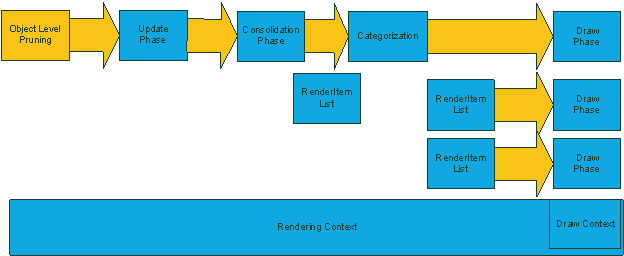 Object Level
Pruning
Update
Phase
Consolidation
Phase
Categorization
Draw
Phase
RenderItem
List
RenderItem
List
Draw
Phase
RenderItem
List
Draw
Phase
Rendering Context
Draw Context